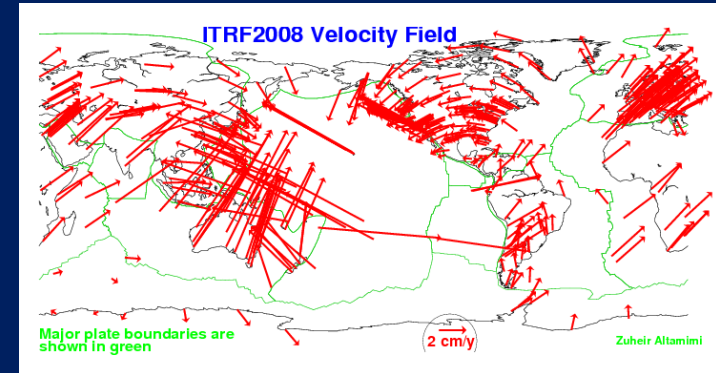 ITRF2008 Velocity Field
Major plate boundaries are
shown in green
2 cm/y
Zuheir Altamimi